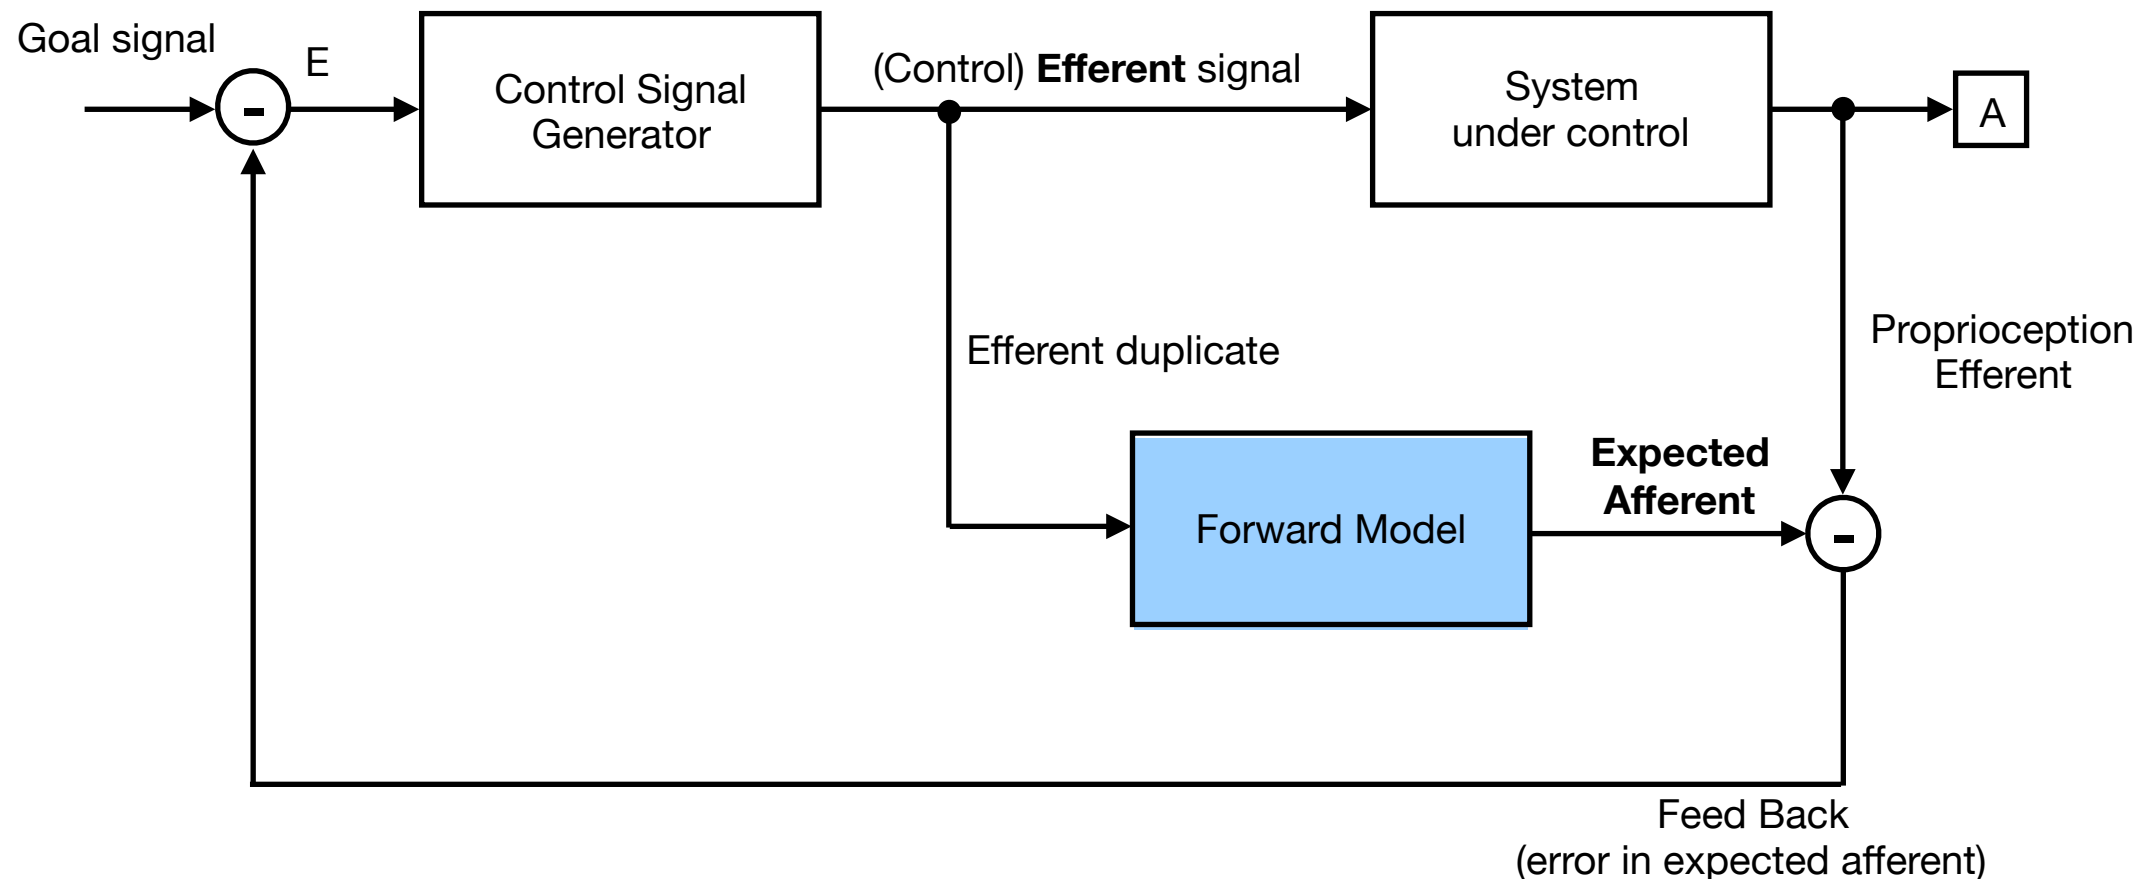 Goal signal
E
-
Control Signal
Generator
(Control) Efferent signal
System
under control
A
Efferent duplicate
Proprioception
Efferent
Forward Model
Expected
Afferent
-
Feed Back
(error in expected afferent)